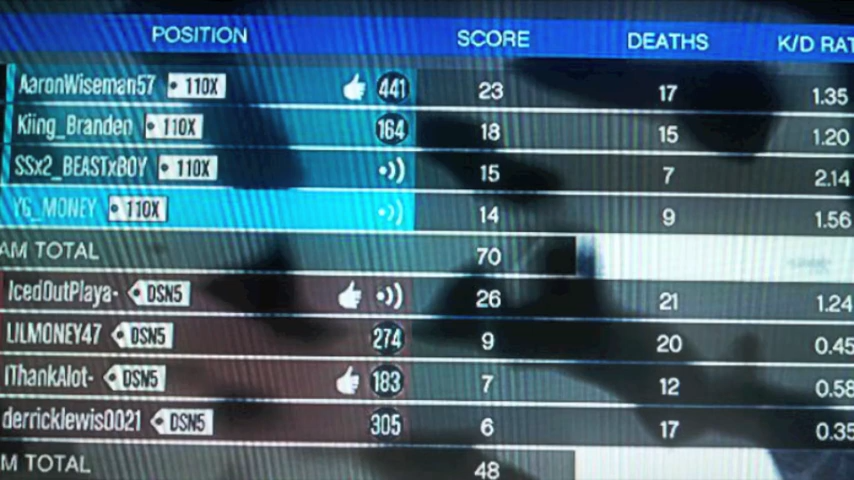 POSITION SCORE DEATHS K/D RAT
AaronWiseman57 110X 441 23 17 1.35
Kiing_Branden 110X 164 18 15 1.20
SSx2_BEASTxBOY 110X 15 7 2.14
YG_MONEY 110X 14 9 1.56
AM TOTAL 70
IcedOutPlaya- DSN5 26 21 1.24
LILMONEY47 DSN5 274 9 20 0.45
IThankAlot- DSN5 183 7 12 0.58
derricklewis0021 DSN5 305 6 17 0.35
M TOTAL 48